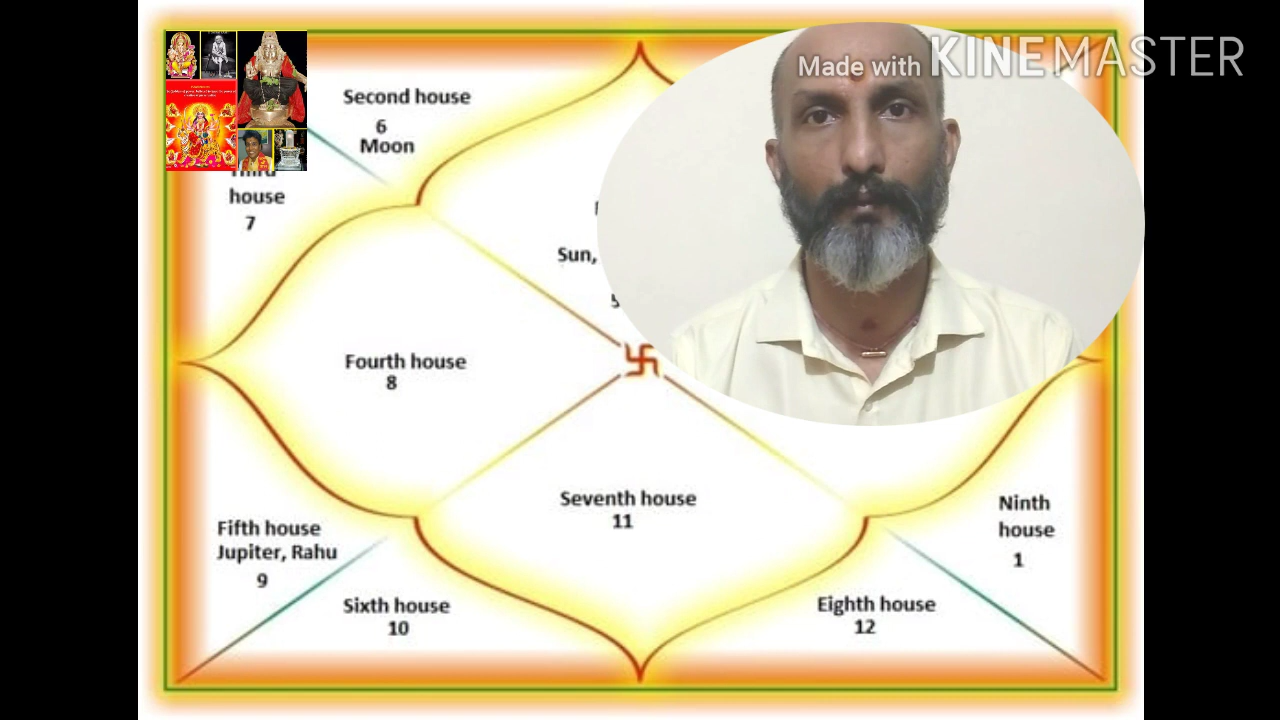 Made with KINEMASTER
Second house
6
Moon
house
7
Sun,
Fourth house
8
Seventh house
11
Ninth
house
1
Fifth house
Jupiter, Rahu
9
Sixth house
10
Eighth house
12